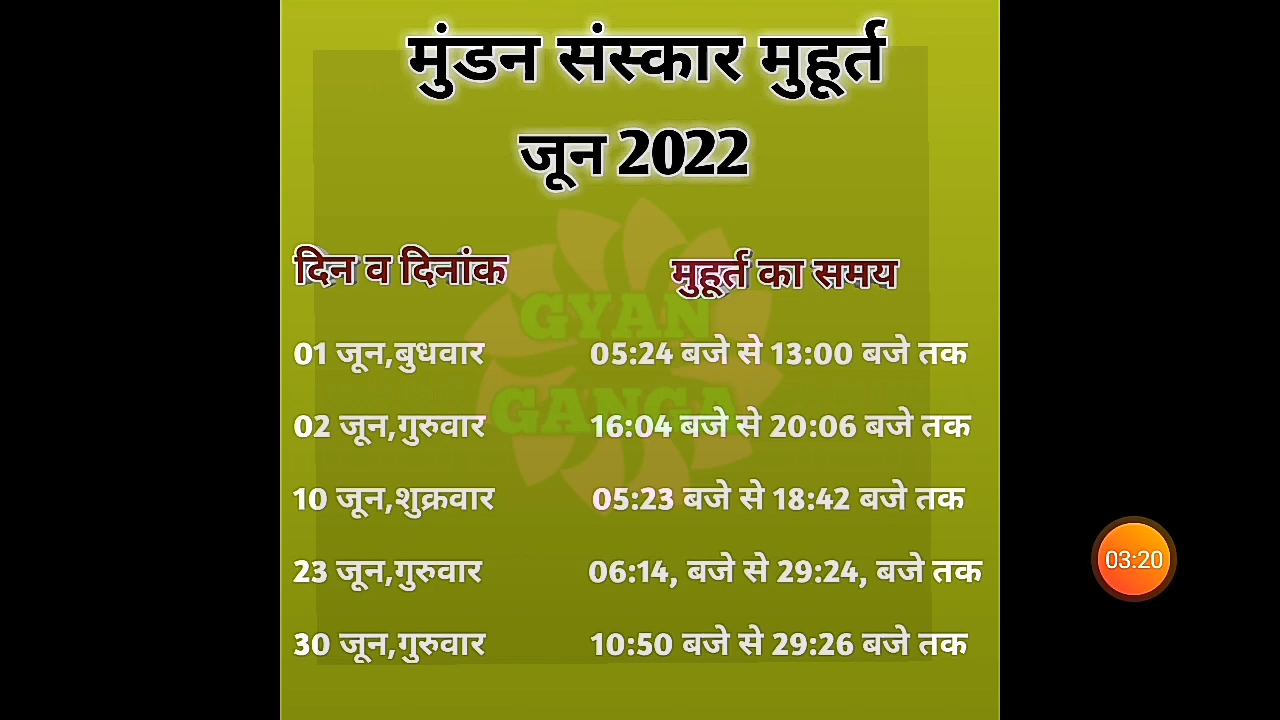 मुंडन संस्कार मुहूर्त
जून 2022
दिन व दिनांक मुहूर्त का समय
GYAN
01 जून,बुधवार 05:24 बजे से 13:00 बजे तक
GANGA
02 जून,गुरुवार 16:04 बजे से 20:06 बजे तक
10 जून,शुक्रवार 05:23 बजे से 18:42 बजे तक
23 जून,गुरुवार 06:14, बजे से 29:24, बजे तक
03:20
30 जून,गुरुवार 10:50 बजे से 29:26 बजे तक